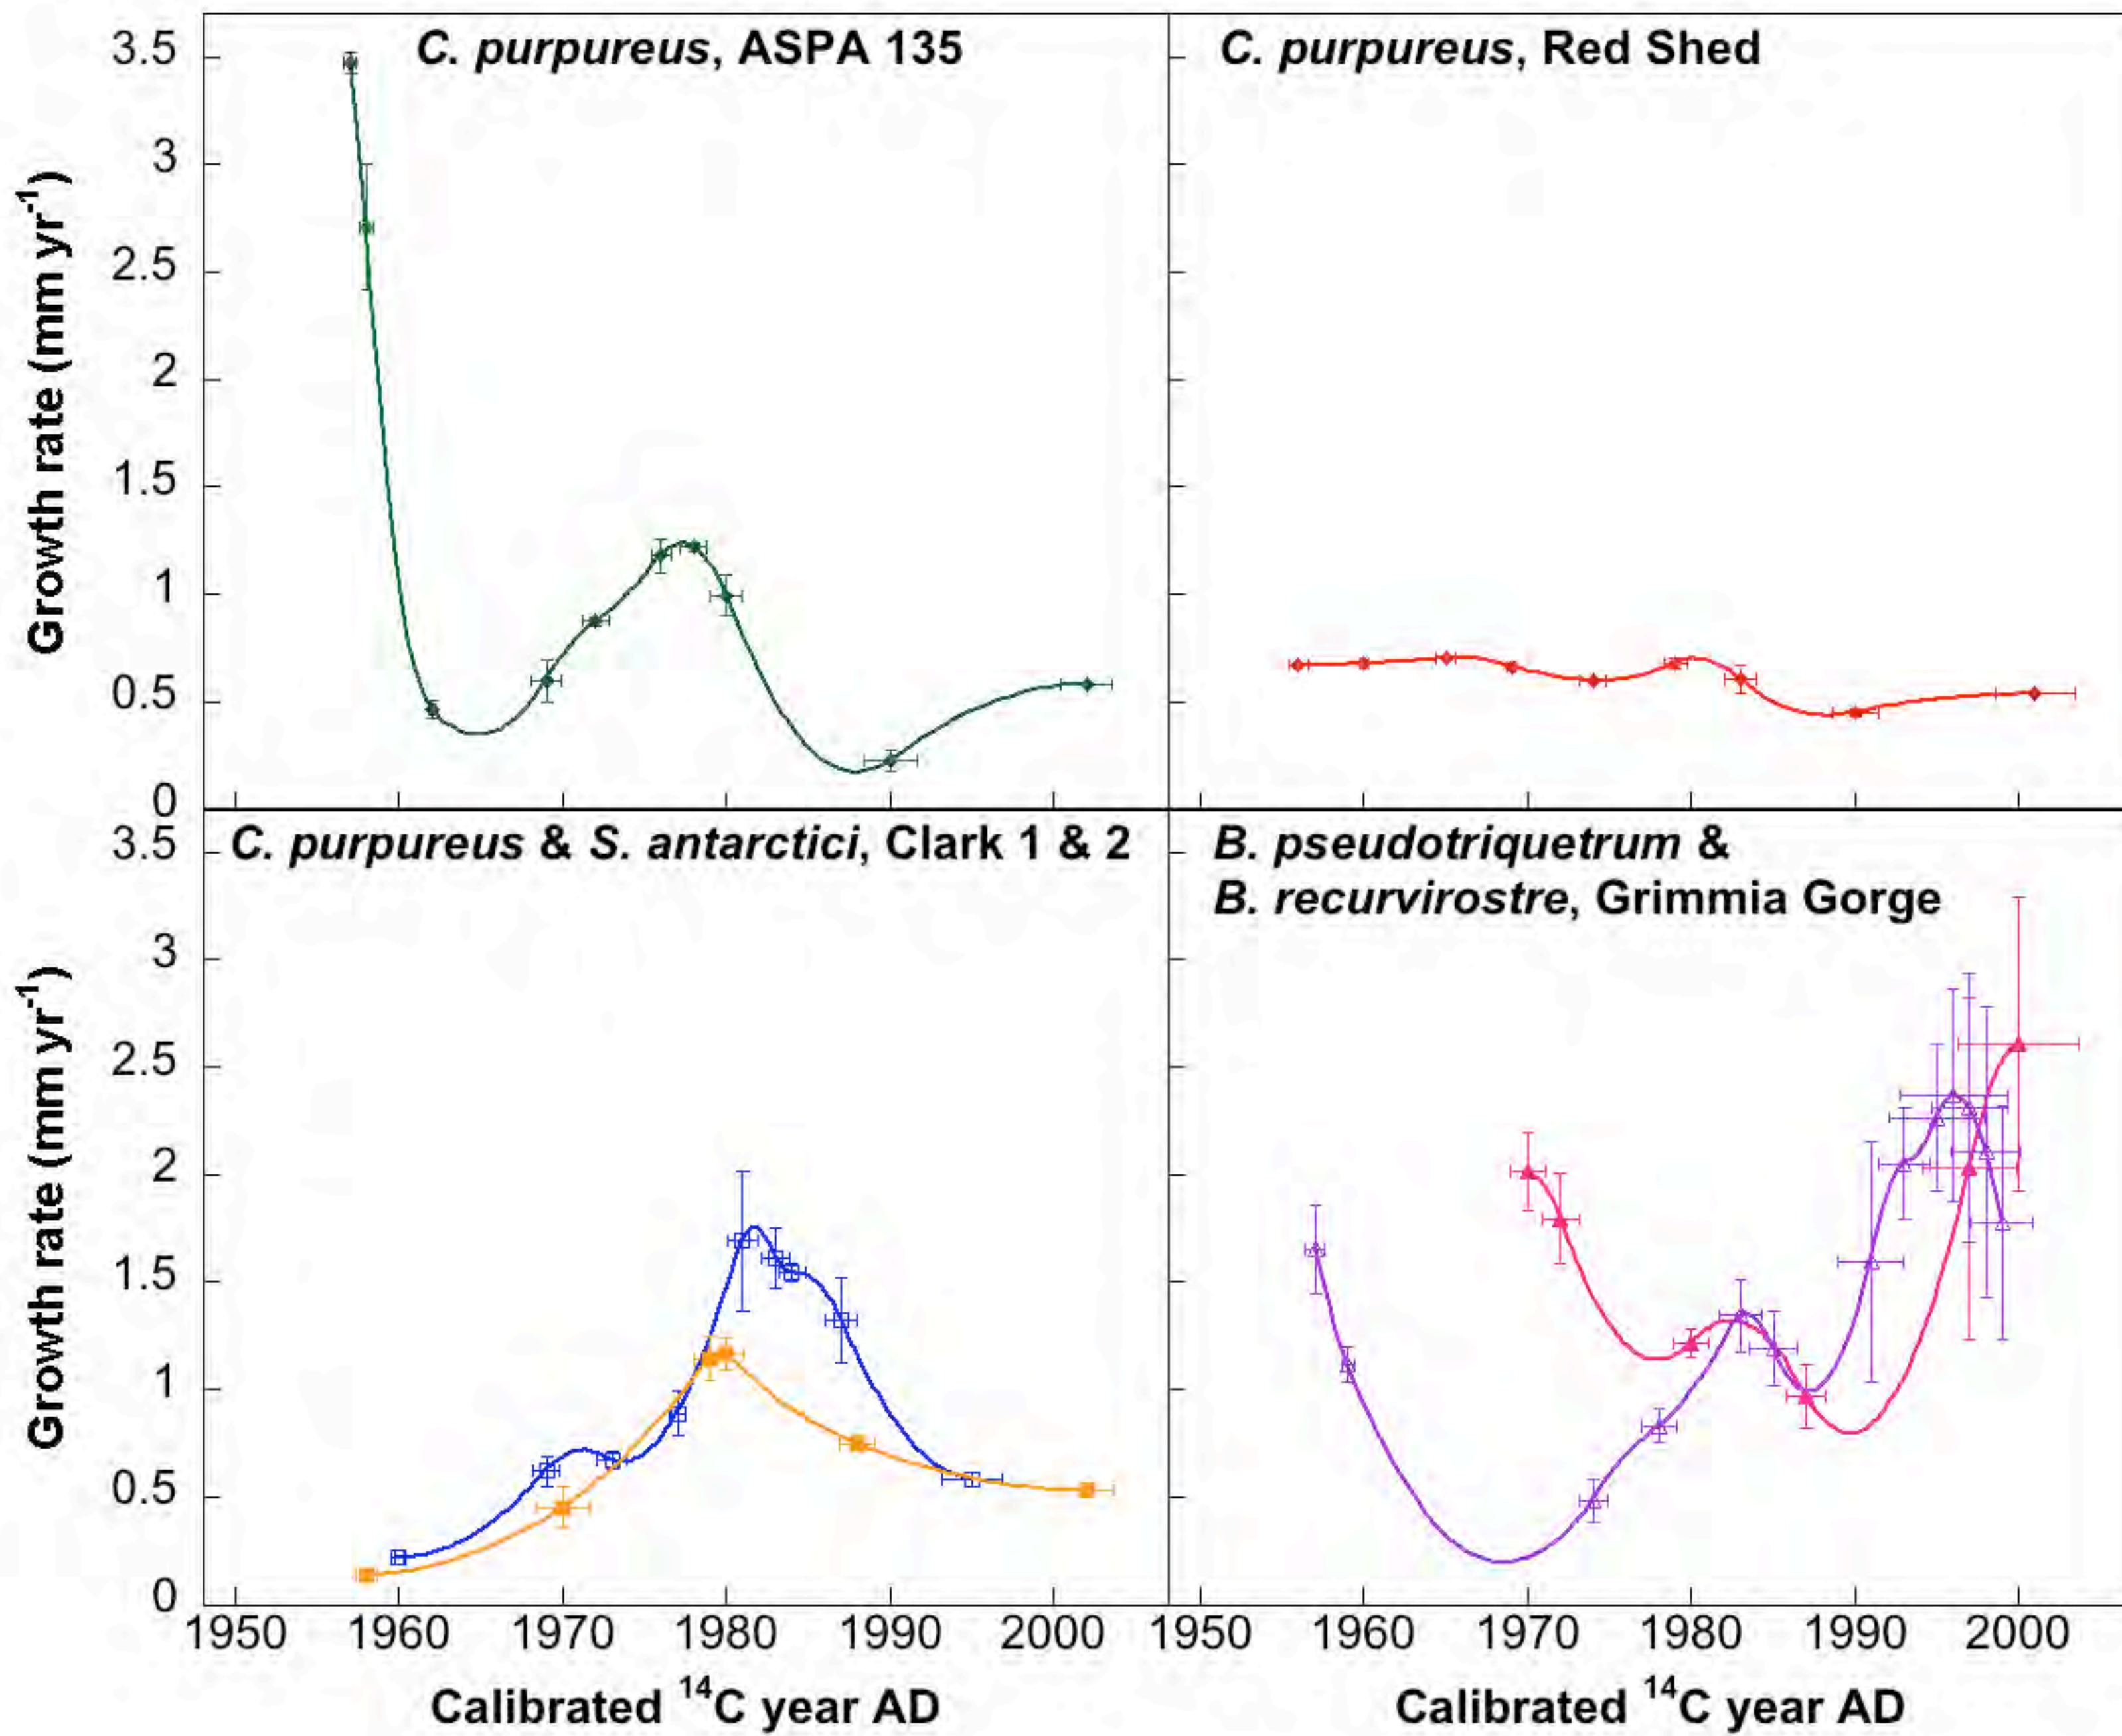 C. purpureus, ASPA 135
C. purpureus, Red Shed
3.5
3
2.5
2
1.5
1
0.5
0
Growth rate (mm yr-1)
C. purpureus & S. antarctici, Clark 1 & 2
B. pseudotriquetrum &
B. recurvirostre, Grimmia Gorge
3.5
3
2.5
2
1.5
1
0.5
0
Growth rate (mm yr-1)
1950 1960 1970 1980 1990 2000
1950 1960 1970 1980 1990 2000
Calibrated 14C year AD
Calibrated 14C year AD